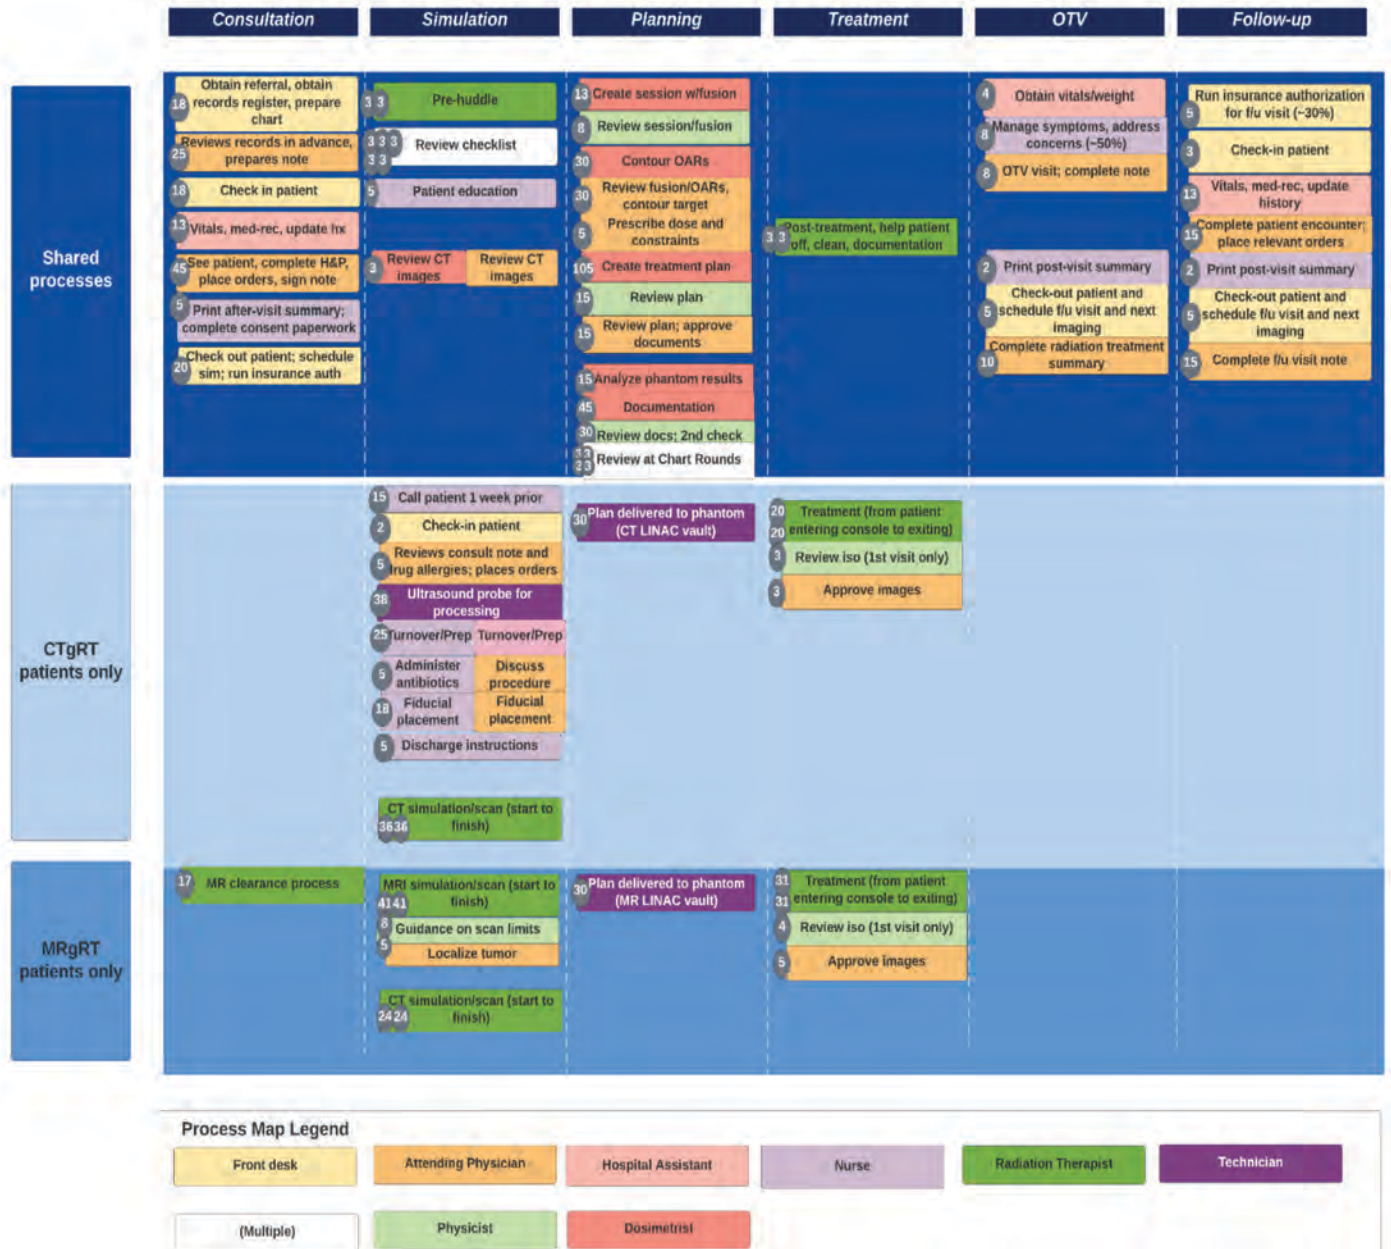 Consultation
Simulation
Planning
Treatment
OTV
Follow-up
Shared
processes
18
Obtain referral, obtain
records register, prepare
chart
25
Reviews records in advance,
prepares note
18
Check in patient
13
Vitals, med-rec, update hx
45
See patient, complete H&P,
place orders, sign note
5
Print after-visit summary;
complete consent paperwork
20
Check out patient; schedule
sim; run insurance auth
3 3
Pre-huddle
3 3 3
3 3
Review checklist
5
Patient education
3
Review CT
images
Review CT
images
13
Create session w/fusion
8
Review session/fusion
30
Contour OARs
30
Review fusion/OARs,
contour target
5
Prescribe dose and
constraints
105
Create treatment plan
15
Review plan
15
Review plan; approve
documents
15
Analyze phantom results
45
Documentation
30
Review docs; 2nd check
3 3
2 3
Review at Chart Rounds
3 3
Post-treatment, help patient
off, clean, documentation
4
Obtain vitals/weight
8
Manage symptoms, address
concerns (~50%)
8
OTV visit; complete note
2
Print post-visit summary
5
Check-out patient and
schedule f/u visit and next
imaging
10
Complete radiation treatment
summary
5
Run insurance authorization
for f/u visit (~30%)
3
Check-in patient
13
Vitals, med-rec, update
history
15
Complete patient encounter;
place relevant orders
2
Print post-visit summary
5
Check-out patient and
schedule f/u visit and next
imaging
15
Complete f/u visit note
CTgRT
patients only
15
Call patient 1 week prior
2
Check-in patient
5
Reviews consult note and
drug allergies; places orders
38
Ultrasound probe for
processing
25
Turnover/Prep
Turnover/Prep
5
Administer
antibiotics
Discuss
procedure
18
Fiducial
placement
Fiducial
placement
5
Discharge instructions
CT simulation/scan (start to
finish)
36 36
30
Plan delivered to phantom
(CT LINAC vault)
20
20
Treatment (from patient
entering console to exiting)
3
Review iso (1st visit only)
3
Approve images
MRgRT
patients only
17
MR clearance process
MRI simulation/scan (start to
finish)
41 41
8
Guidance on scan limits
5
Localize tumor
CT simulation/scan (start to
finish)
24 24
30
Plan delivered to phantom
(MR LINAC vault)
31
31
Treatment (from patient
entering console to exiting)
4
Review iso (1st visit only)
5
Approve images
Process Map Legend
Front desk
Attending Physician
Hospital Assistant
Nurse
Radiation Therapist
Technician
(Multiple)
Physicist
Dosimetrist